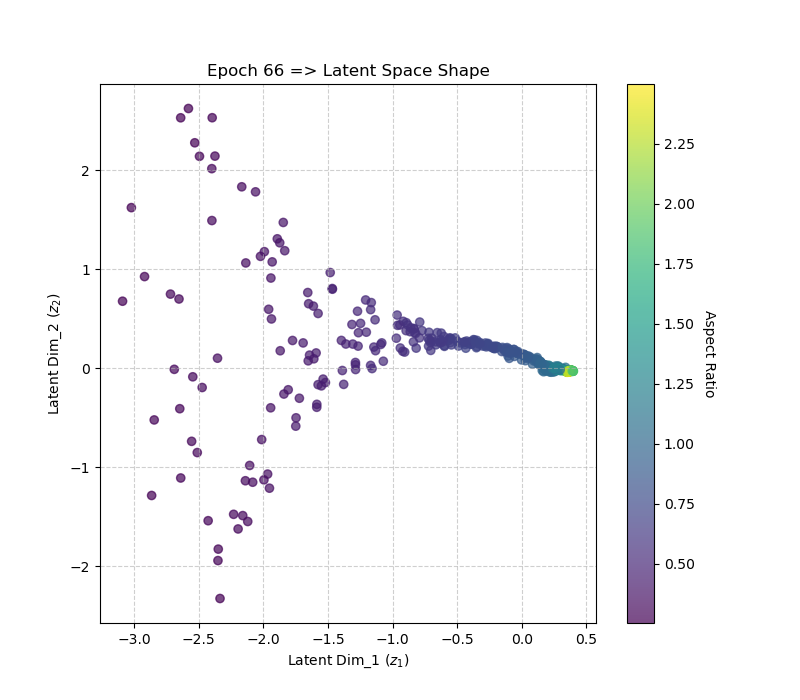 Epoch 66 => Latent Space Shape
Latent Dim_2 (z₂)
2
1
0
−1
−2
−3.0 −2.5 −2.0 −1.5 −1.0 −0.5 0.0 0.5
Latent Dim_1 (z₁)
2.25
2.00
1.75
1.50
1.25
1.00
0.75
0.50
Aspect Ratio